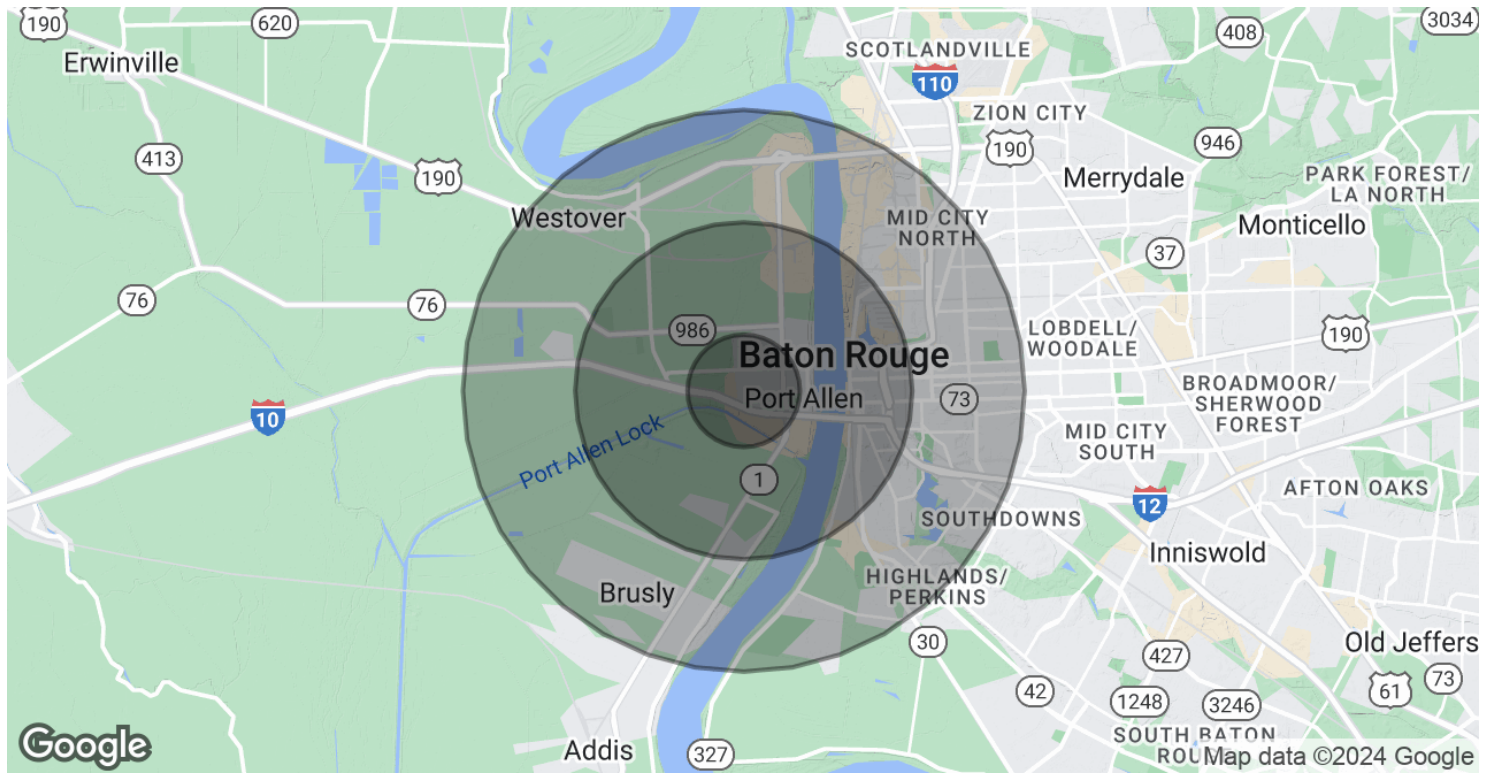 190
620
408
3034
Erwinville
SCOTLANDVILLE
110
ZION CITY
190
946
413
190
Merrydale
PARK FOREST/
LA NORTH
Westover
MID CITY
NORTH
Monticello
37
76
76
986
LOBDELL/
WOODALE
190
Baton Rouge
Port Allen
73
BROADMOOR/
SHERWOOD
FOREST
10
Port Allen Lock
MID CITY
SOUTH
1
AFTON OAKS
12
SOUTHDOWNS
Inniswold
Brusly
HIGHLANDS/
PERKINS
30
Old Jeffers
427
42
1248
3246
61
73
Addis
327
SOUTH BATON
ROU
Google
Map data ©2024 Google